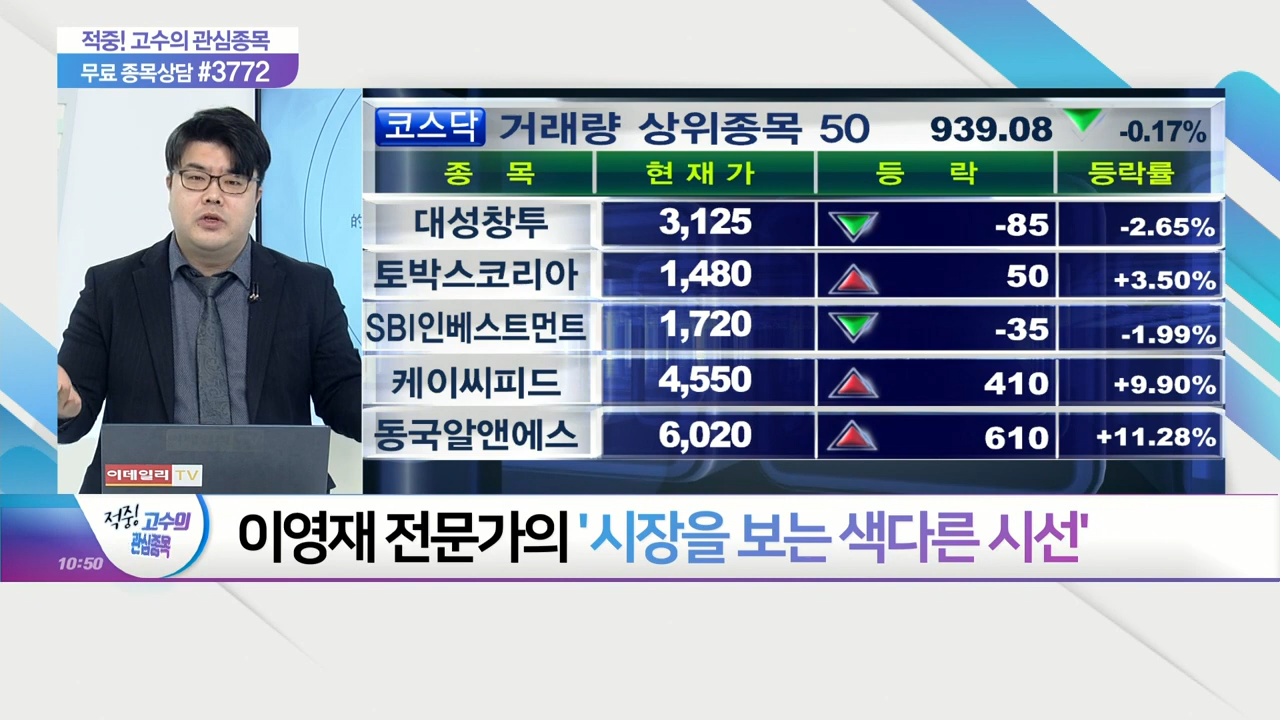 적중! 고수의 관심종목
무료 종목상담 #3772
的
코스닥 거래량 상위종목 50 939.08 -0.17%
종 목 현 재 가 등 락 등락률
대성창투 3,125 -85 -2.65%
토박스코리아 1,480 50 +3.50%
SBI인베스트먼트 1,720 -35 -1.99%
케이씨피드 4,550 410 +9.90%
동국알앤에스 6,020 610 +11.28%
이데일리 TV
적중! 고수의
관심종목
10:50
이영재 전문가의 '시장을 보는 색다른 시선'